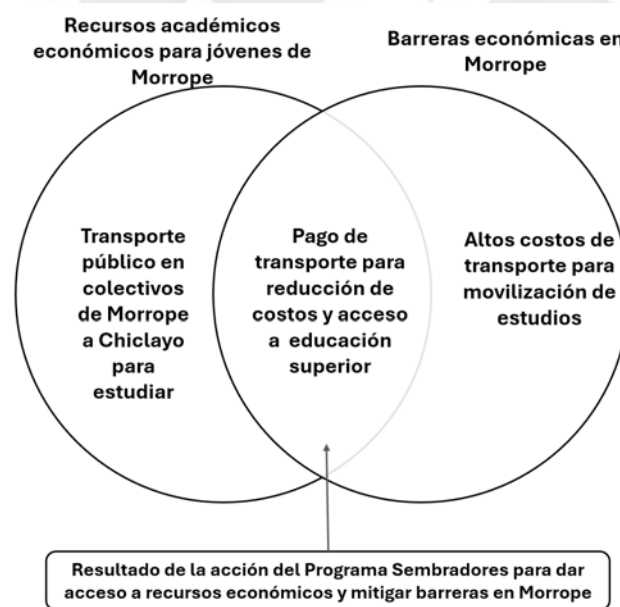 Recursos académicos
económicos para jóvenes de
Morrope
Barreras económicas en
Morrope
Transporte
público en
colectivos
de Morrope
a Chiclayo
para
estudiar
Pago de
transporte para
reducción de
costos y acceso
a educación
superior
Altos costos de
transporte para
movilización de
estudios
Resultado de la acción del Programa Sembradores para dar
acceso a recursos económicos y mitigar barreras en Morrope